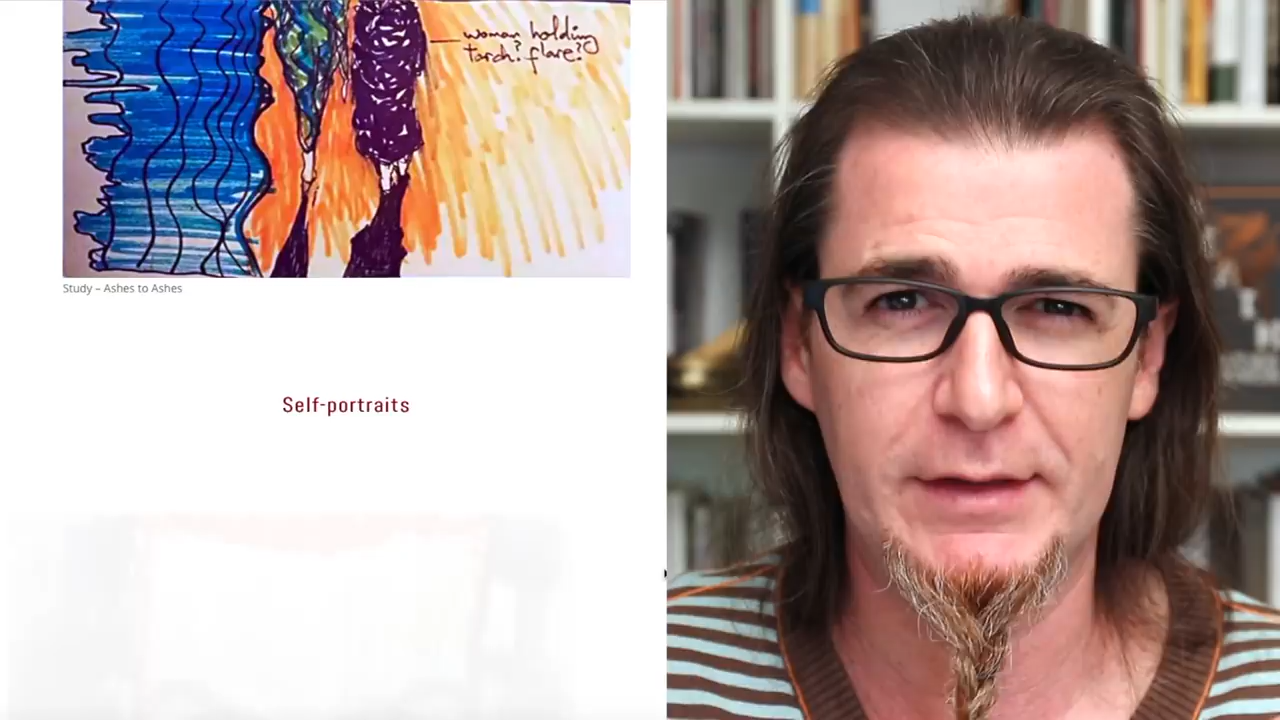 woman holding
torch? flare?
Study – Ashes to Ashes
Self-portraits